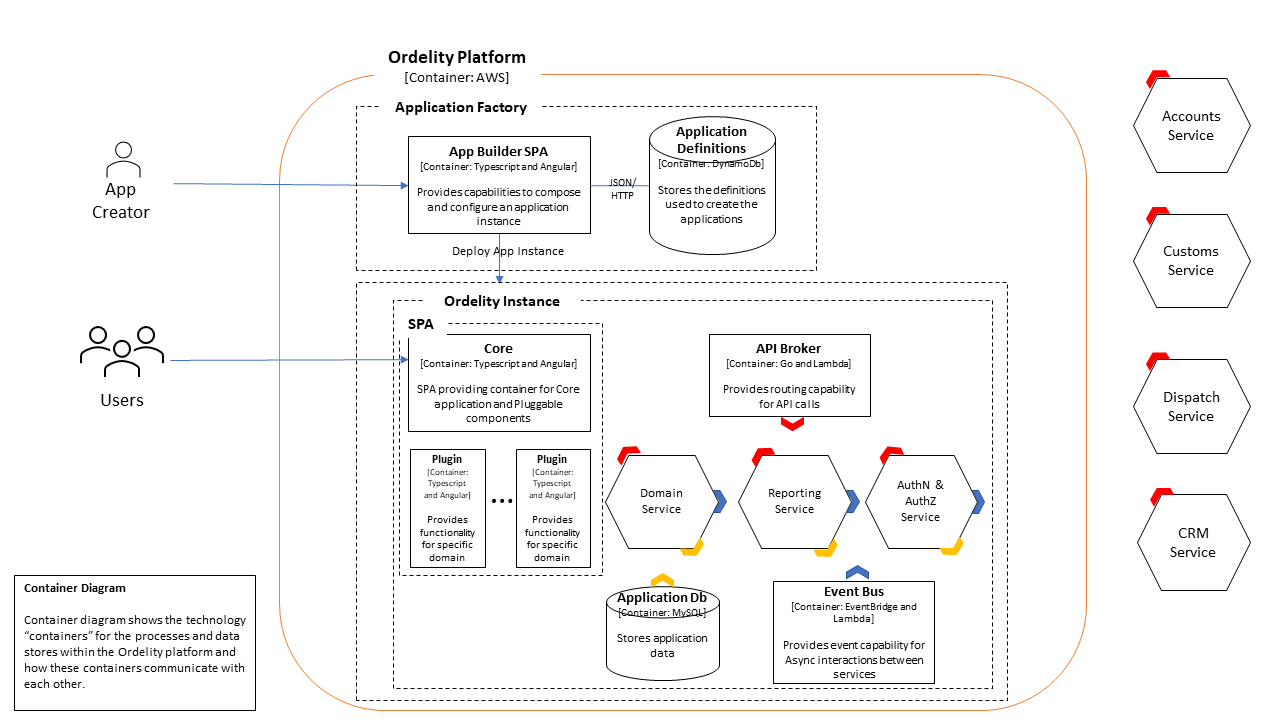 Ordelity Platform
[Container: AWS]
Application Factory
App Builder SPA
[Container: Typescript and Angular]
Provides capabilities to compose
and configure an application
instance
JSON/
HTTP
Application
Definitions
[Container: DynamoDb]
Stores the definitions
used to create the
applications
Deploy App Instance
App
Creator
Users
Ordelity Instance
SPA
Core
[Container: Typescript and Angular]
SPA providing container for Core
application and Pluggable
components
Plugin
[Container:
Typescript
and Angular]
Provides
functionality
for specific
domain
...
Plugin
[Container:
Typescript
and Angular]
Provides
functionality
for specific
domain
API Broker
[Container: Go and Lambda]
Provides routing capability
for API calls
Domain
Service
Reporting
Service
AuthN &
AuthZ
Service
Application Db
[Container: MySQL]
Stores application
data
Event Bus
[Container: EventBridge and
Lambda]
Provides event capability for
Async interactions between
services
Accounts
Service
Customs
Service
Dispatch
Service
CRM
Service
Container Diagram
Container diagram shows the technology
“containers” for the processes and data
stores within the Ordelity platform and
how these containers communicate with
each other.